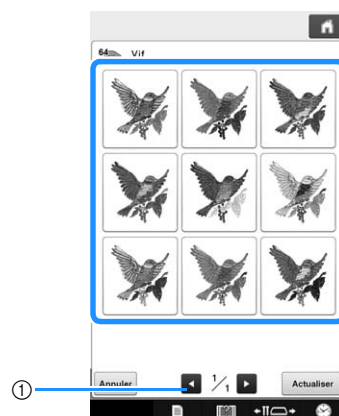 64 Vif
① Annuler 1/1 Actualiser